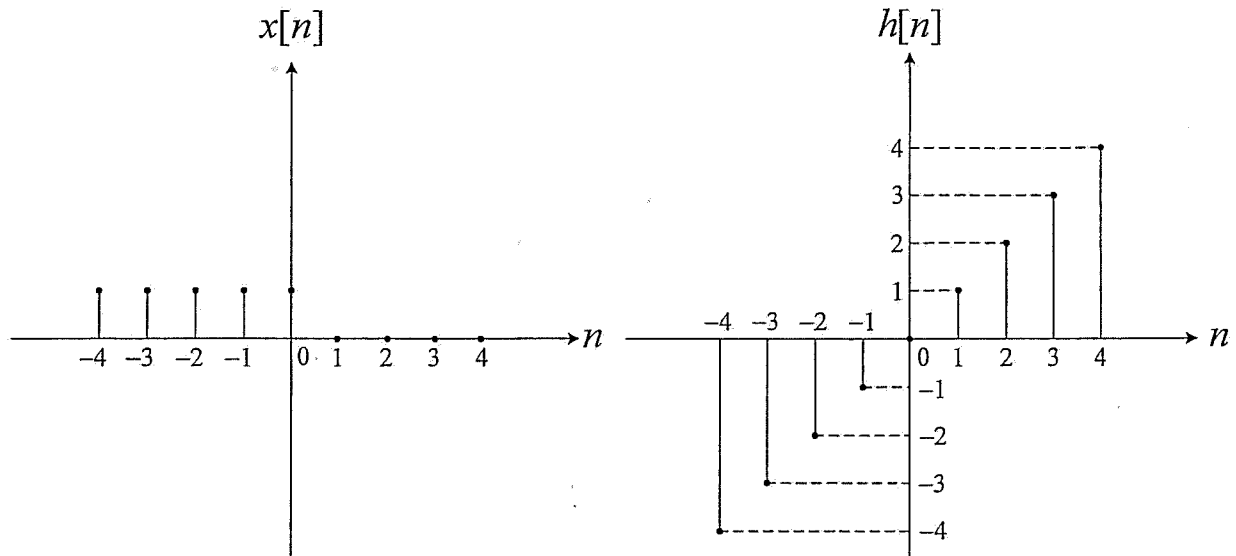 x[n]
–4 –3 –2 –1 0 1 2 3 4 n
h[n]
4
3
2
1
–4 –3 –2 –1
0 1 2 3 4 n
–1
–2
–3
–4